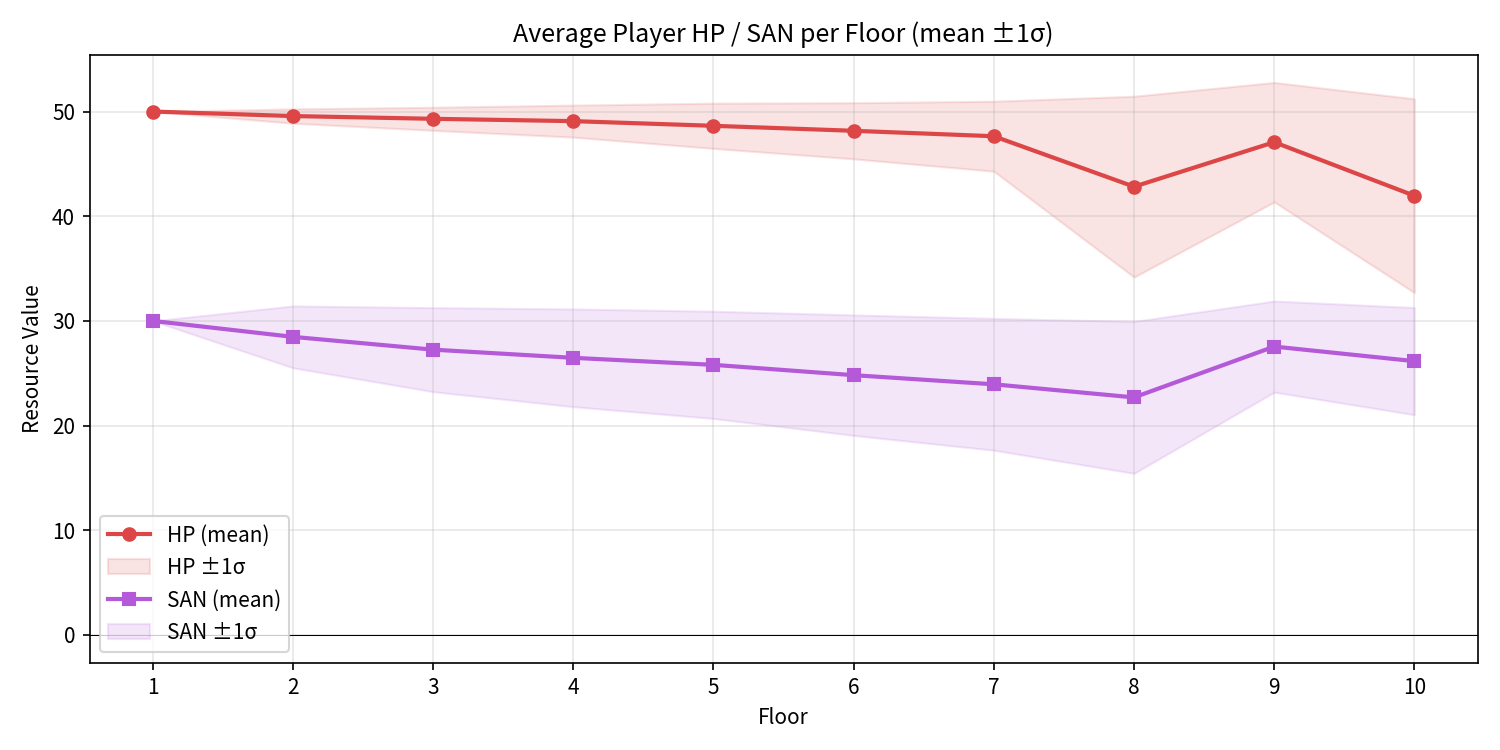 Average Player HP / SAN per Floor (mean ±1σ)
Resource Value
50
40
30
20
10
0
HP (mean)
HP ±1σ
SAN (mean)
SAN ±1σ
1 2 3 4 5 6 7 8 9 10
Floor